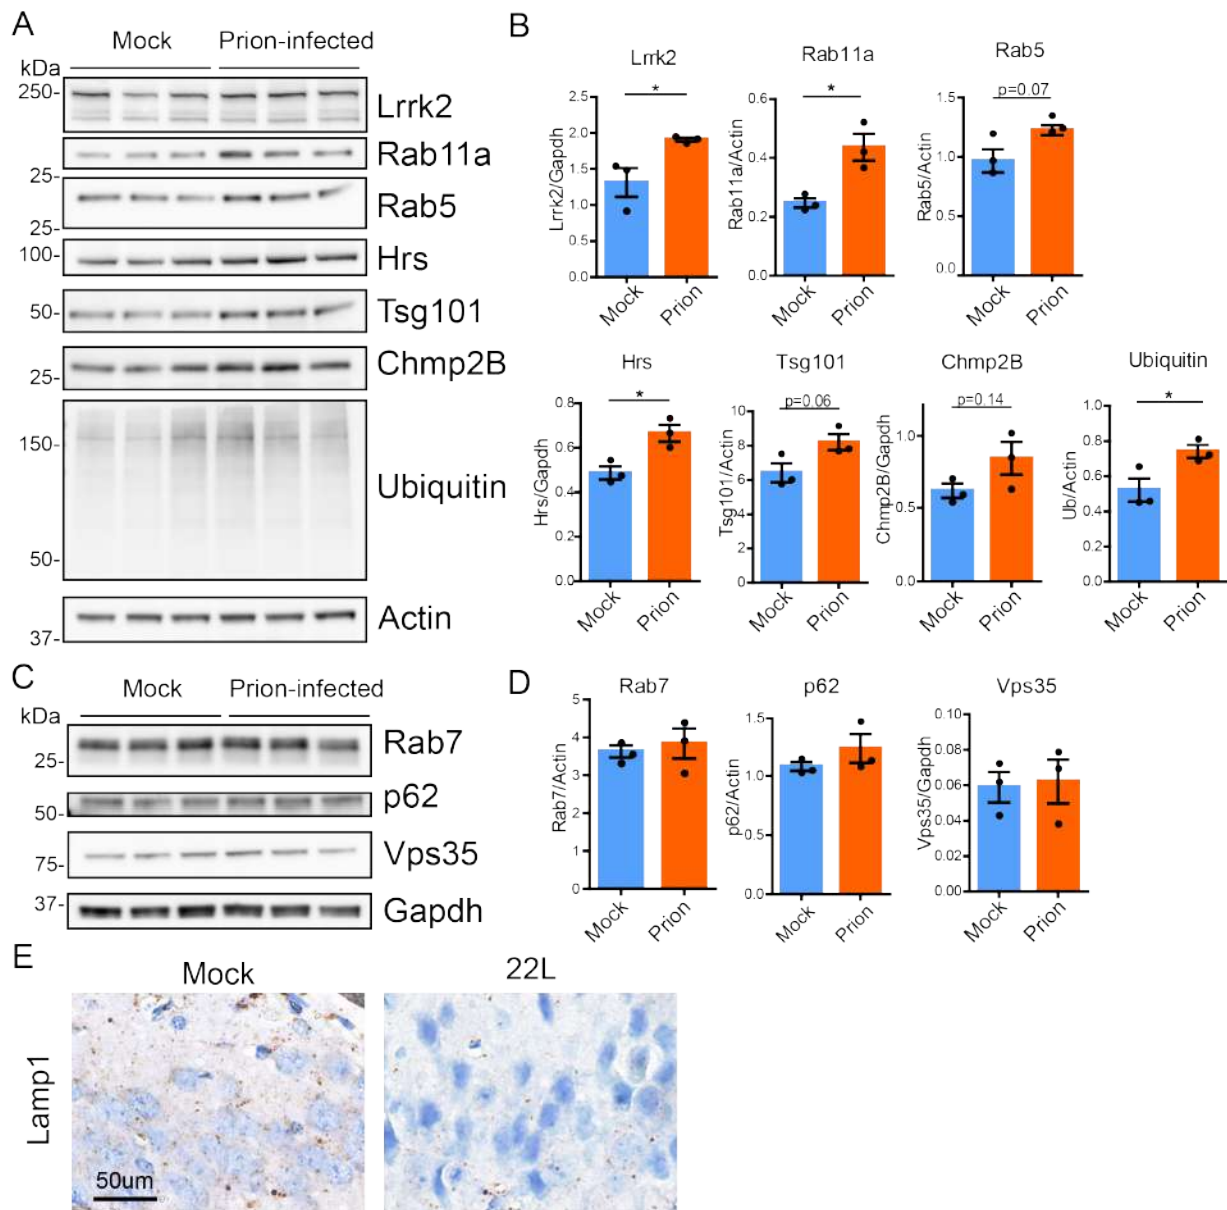 A
Mock Prion-infected
kDa
250-
Lrrk2
Rab11a
25-
Rab5
25-
100-
Hrs
50-
Tsg101
Chmp2B
25-
150-
Ubiquitin
50-
Actin
37-
B
Lrrk2
*
2.5
2.0
1.5
1.0
0.5
0.0
Lrrk2/Gapdh
Mock
Prion
Rab11a
*
0.6
0.4
0.2
0.0
Rab11a/Actin
Mock
Prion
Rab5
p=0.07
1.5
1.0
0.5
0.0
Rab5/Actin
Mock
Prion
Hrs
*
0.8
0.6
0.4
0.2
0.0
Hrs/Gapdh
Mock
Prion
Tsg101
p=0.06
10
8
6
4
2
0
Tsg101/Actin
Mock
Prion
Chmp2B
p=0.14
1.0
0.5
0.0
Chmp2B/Gapdh
Mock
Prion
Ubiquitin
*
0.8
0.6
0.4
0.2
0.0
Ub/Actin
Mock
Prion
C
Mock Prion-infected
kDa
Rab7
25-
p62
50-
Vps35
75-
37-
Gapdh
D
Rab7
5
4
3
2
1
0
Rab7/Actin
Mock
Prion
p62
1.5
1.0
0.5
0.0
p62/Actin
Mock
Prion
Vps35
0.10
0.08
0.06
0.04
0.02
0.00
Vps35/Gapdh
Mock
Prion
E
Mock 22L
Lamp1
50um